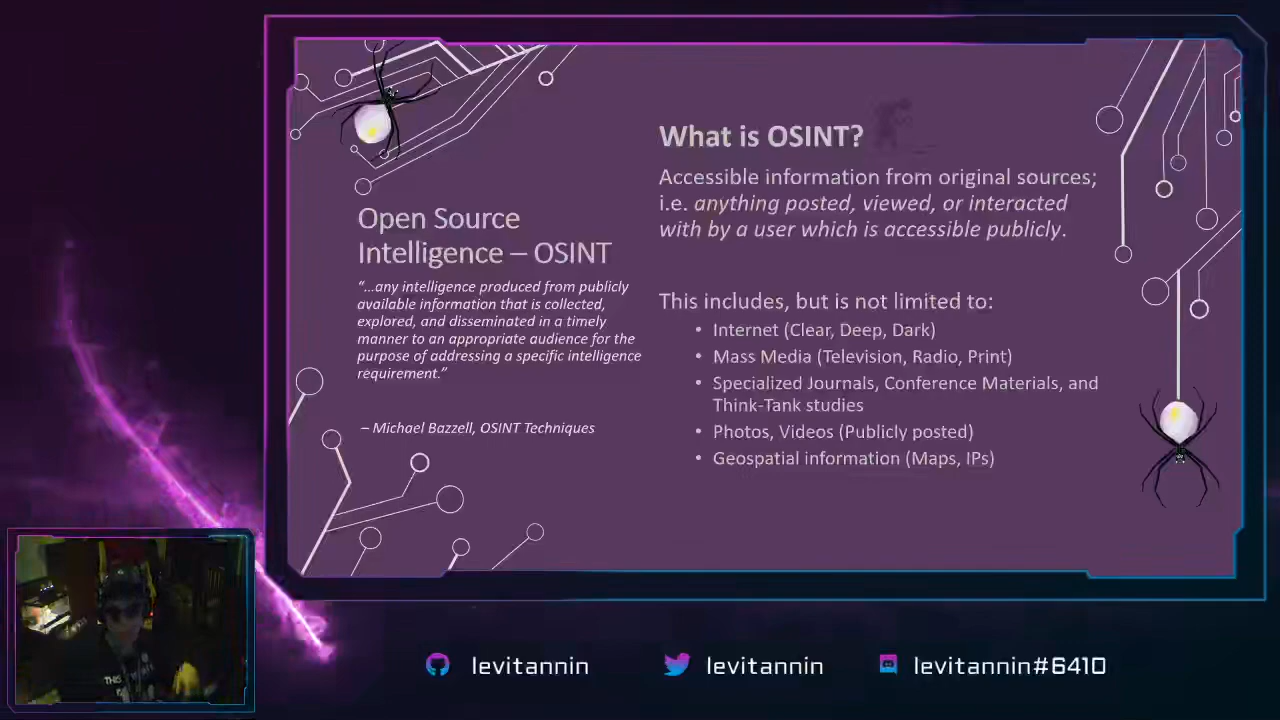 Open Source
Intelligence – OSINT
“...any intelligence produced from publicly
available information that is collected,
explored, and disseminated in a timely
manner to an appropriate audience for the
purpose of addressing a specific intelligence
requirement.”
– Michael Bazzell, OSINT Techniques
What is OSINT?
Accessible information from original sources;
i.e. anything posted, viewed, or interacted
with by a user which is accessible publicly.
This includes, but is not limited to:
• Internet (Clear, Deep, Dark)
• Mass Media (Television, Radio, Print)
• Specialized Journals, Conference Materials, and
Think-Tank studies
• Photos, Videos (Publicly posted)
• Geospatial information (Maps, IPs)
levitannin
levitannin
levitannin#6410